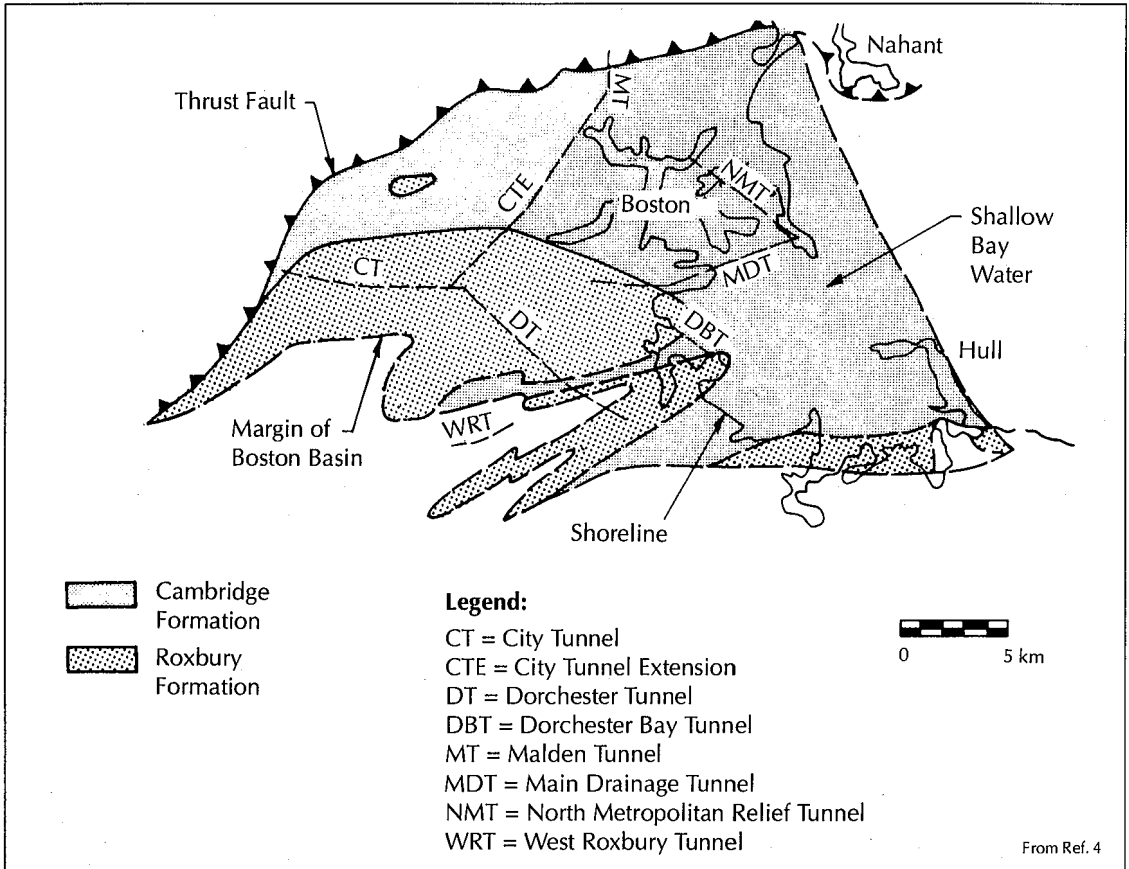 Nahant
Thrust Fault
MT
CTE
NMT
Boston
Shallow
Bay
Water
CT
MDT
DT
DBT
Hull
WRT
Margin of
Boston Basin
Shoreline
Cambridge
Formation
Roxbury
Formation
Legend:
CT = City Tunnel
CTE = City Tunnel Extension
DT = Dorchester Tunnel
DBT = Dorchester Bay Tunnel
MT = Malden Tunnel
MDT = Main Drainage Tunnel
NMT = North Metropolitan Relief Tunnel
WRT = West Roxbury Tunnel
0 5 km
From Ref. 4